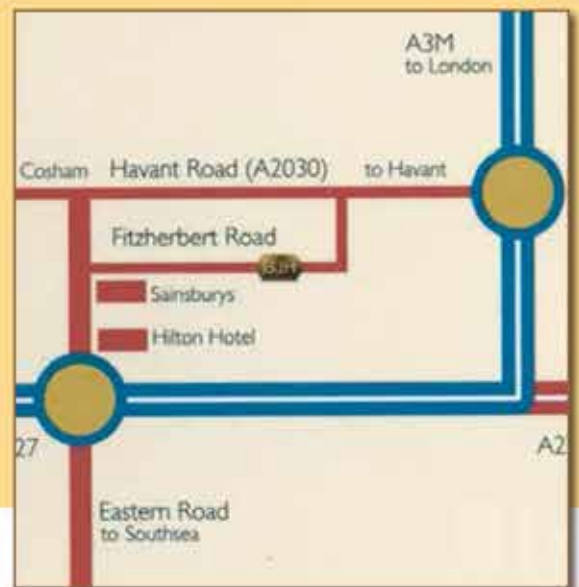 A3M
to London
Cosham
Havant Road (A2030)
to Havant
Fitzherbert Road
Sainsburys
Hilton Hotel
27
A2
Eastern Road
to Southsea